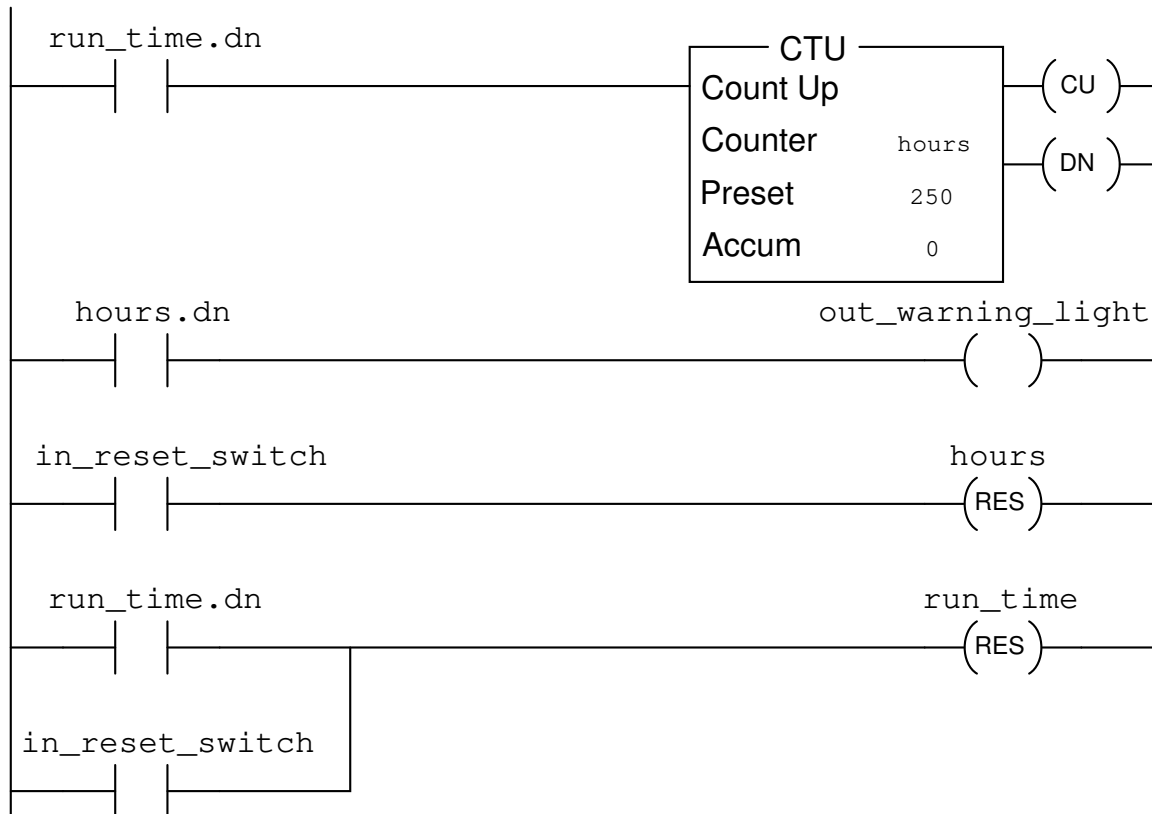 run_time.dn
CTU
Count Up
CU
Counter hours
DN
Preset 250
Accum 0
hours.dn
out_warning_light
in_reset_switch
hours
RES
run_time.dn
run_time
RES
in_reset_switch